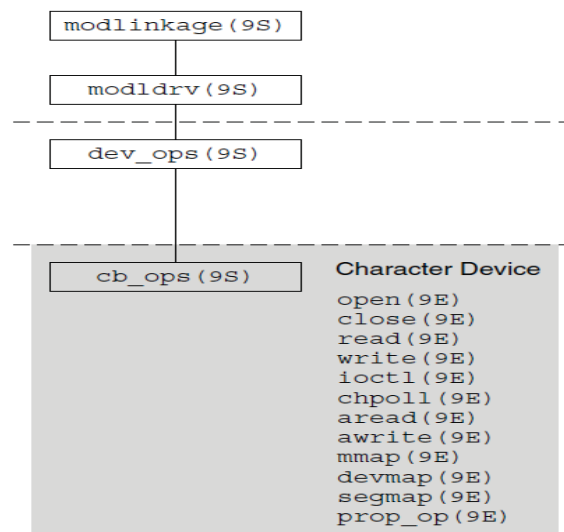 modlinkage(9S)
modldrv(9S)
dev_ops(9S)
cb_ops(9S)
Character Device
open(9E)
close(9E)
read(9E)
write(9E)
ioctl(9E)
chpoll(9E)
aread(9E)
awrite(9E)
mmap(9E)
devmap(9E)
segmap(9E)
prop_op(9E)